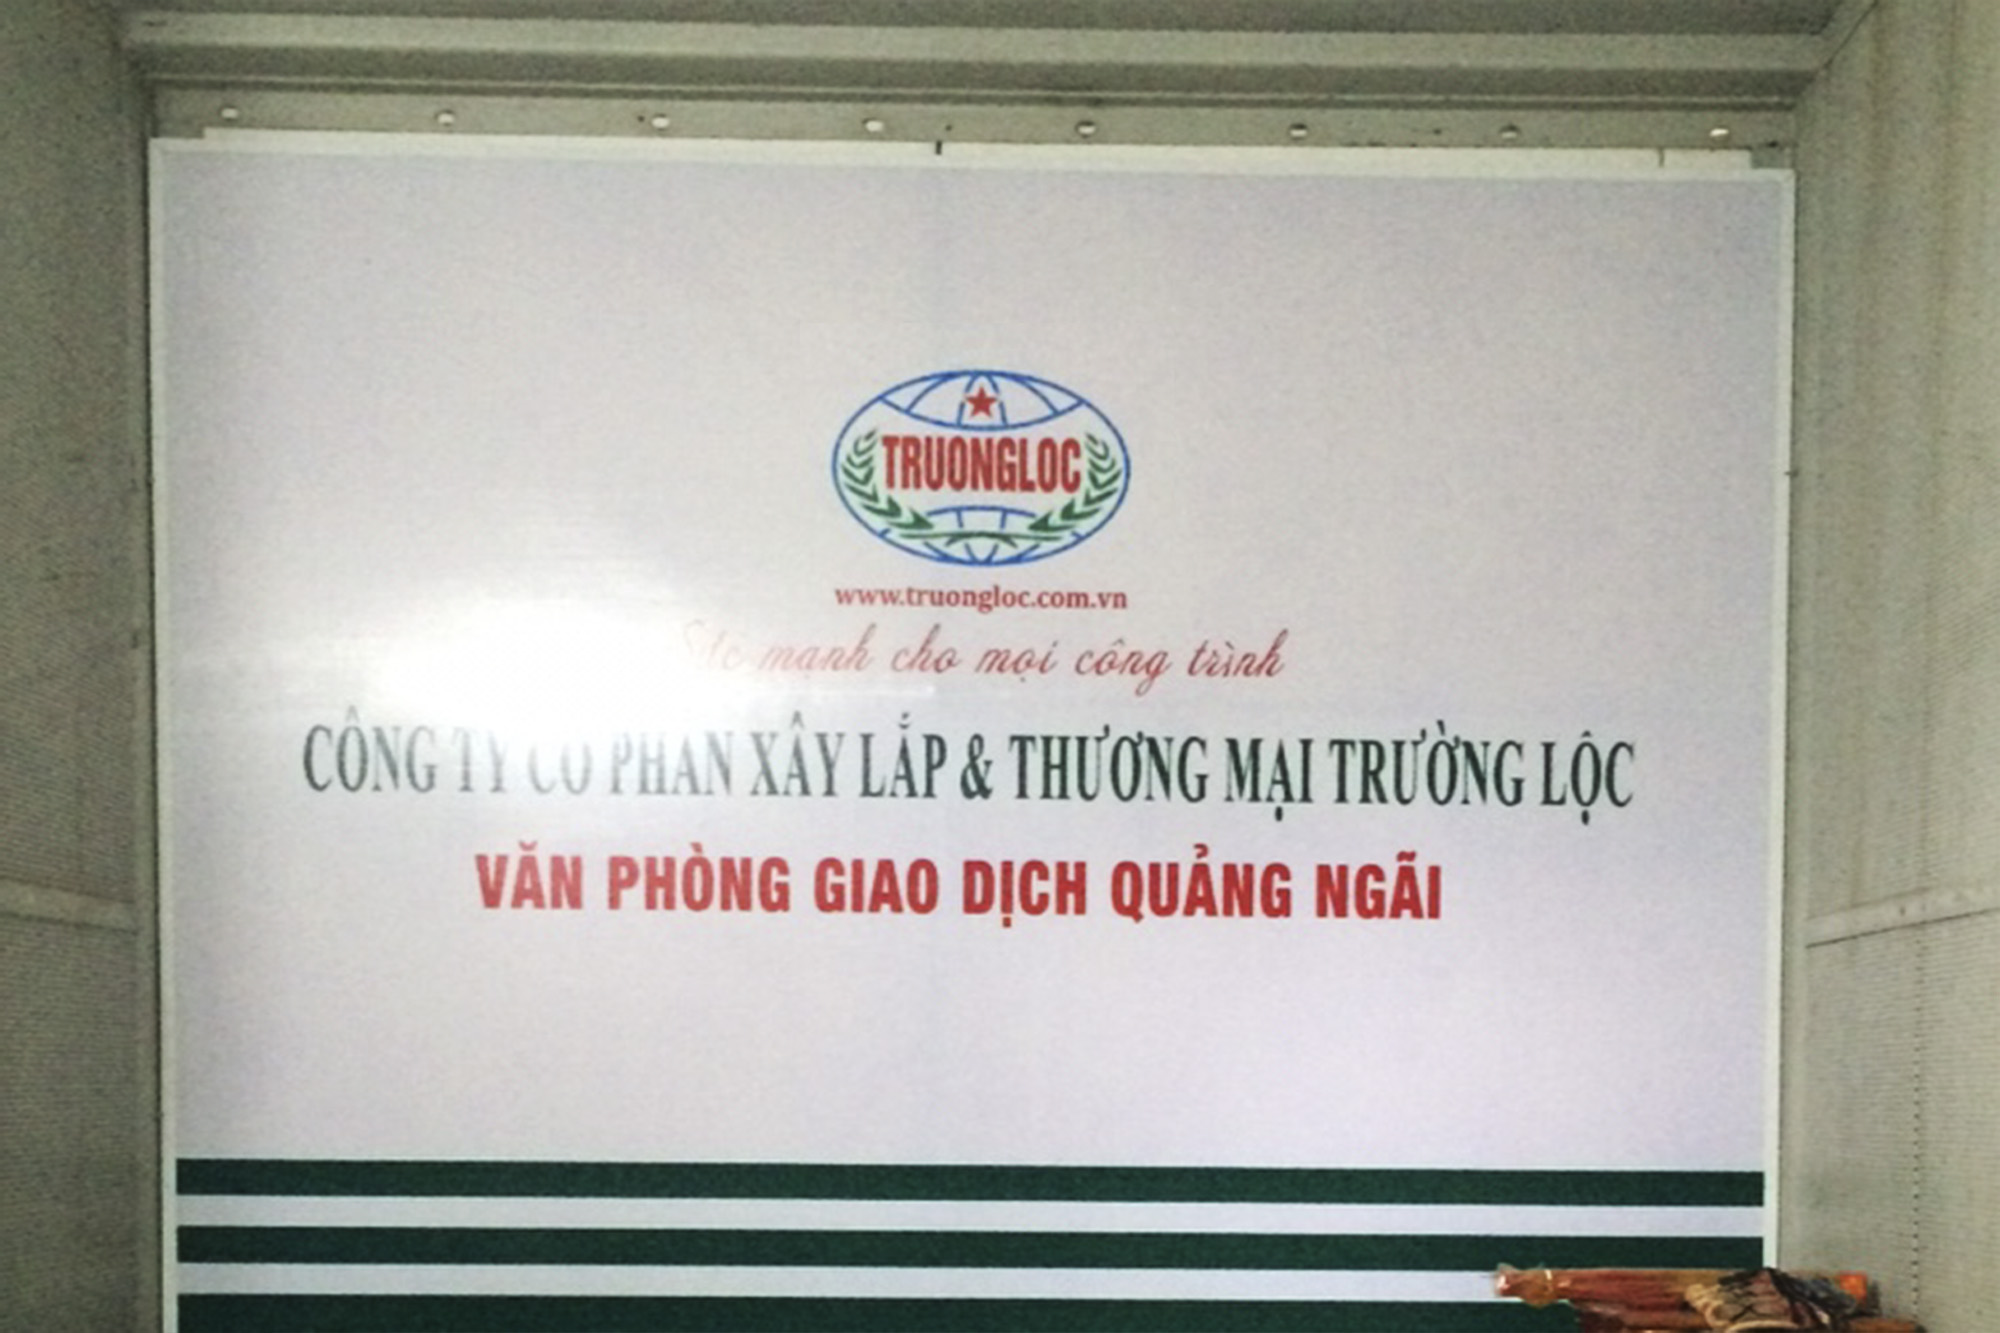 TRUONGLOC
www.truongloc.com.vn
Sức mạnh cho mọi công trình
CÔNG TY CỔ PHẦN XÂY LẮP & THƯƠNG MẠI TRƯỜNG LỘC
VĂN PHÒNG GIAO DỊCH QUẢNG NGÃI